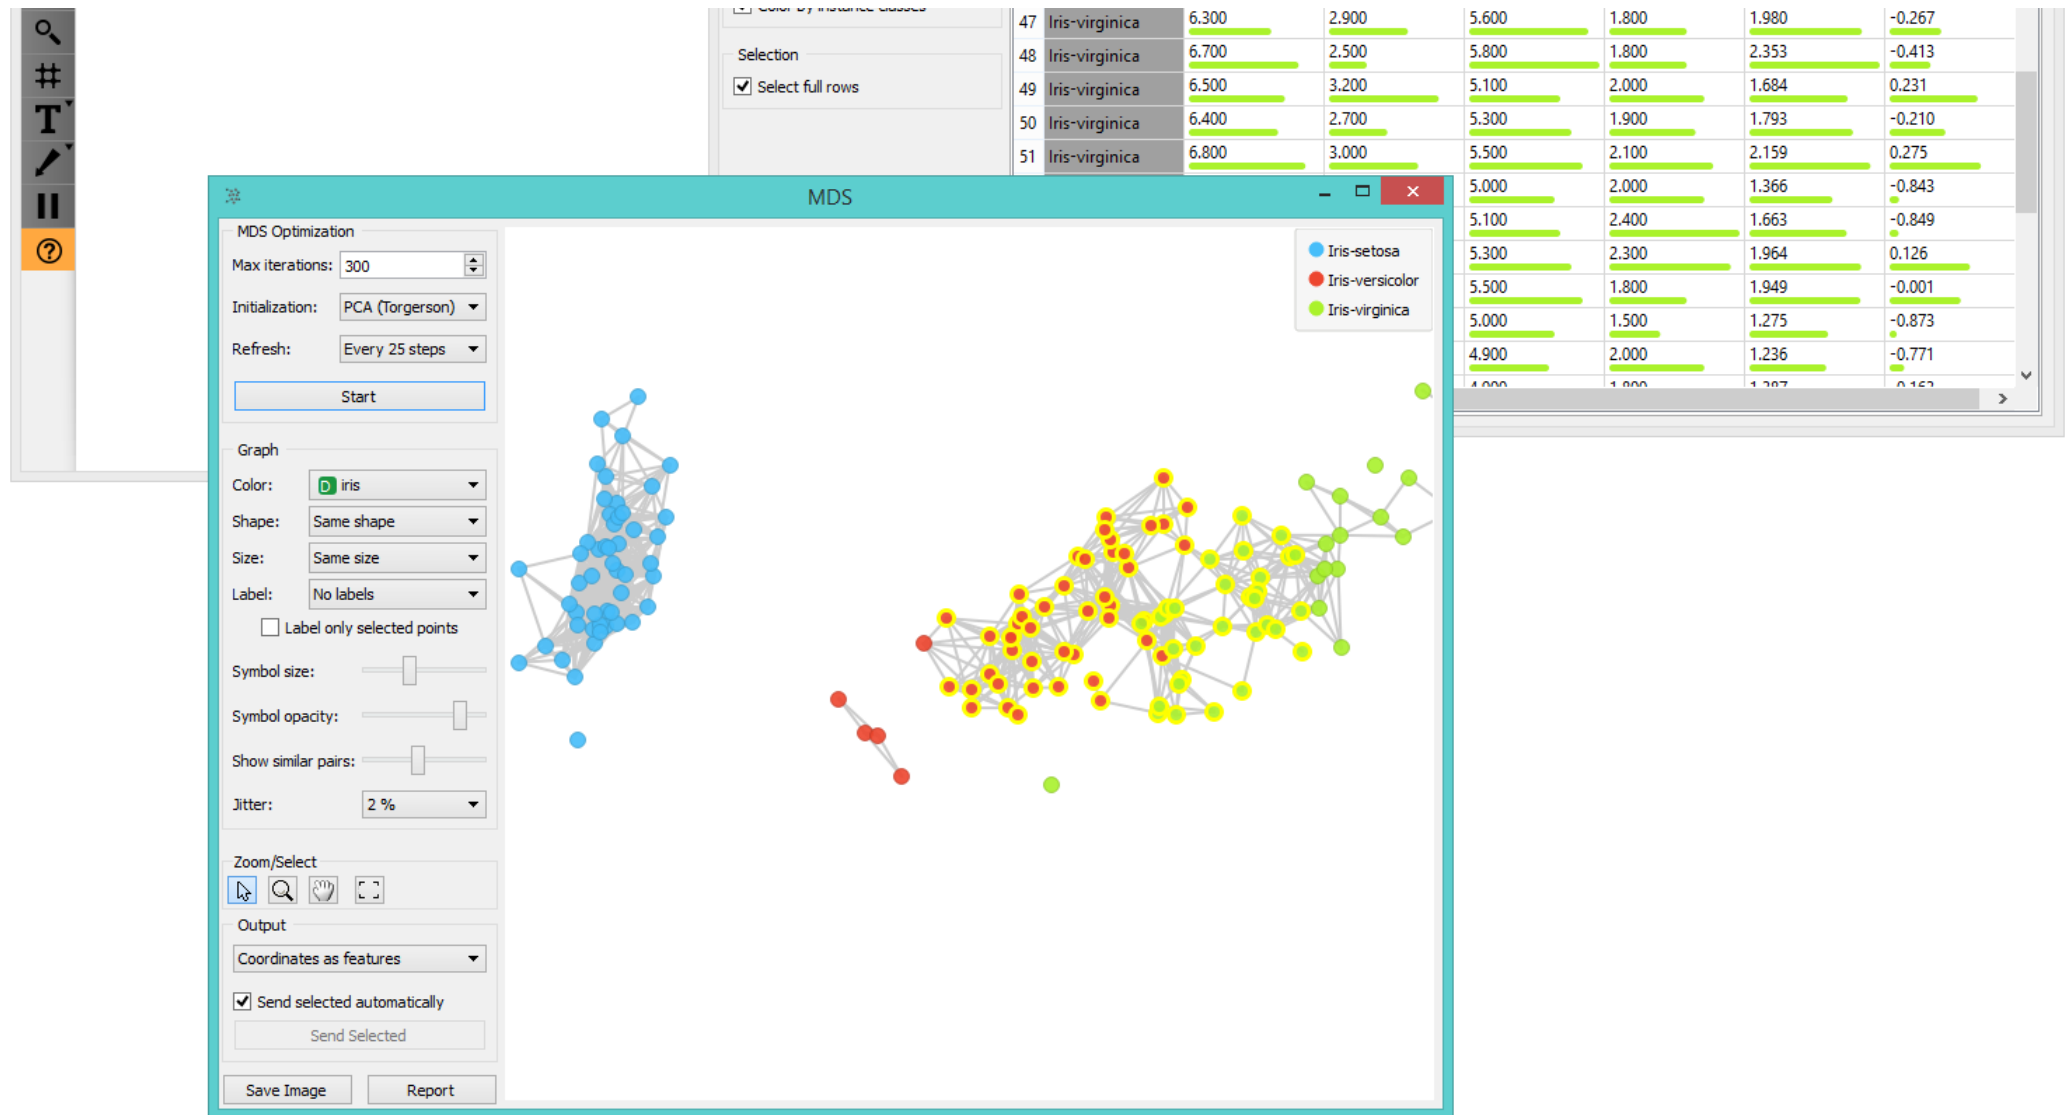 Color by instance classes
Selection
Select full rows
47 Iris-virginica 6.300 2.900 5.600 1.800 1.980 -0.267
48 Iris-virginica 6.700 2.500 5.800 1.800 2.353 -0.413
49 Iris-virginica 6.500 3.200 5.100 2.000 1.684 0.231
50 Iris-virginica 6.400 2.700 5.300 1.900 1.793 -0.210
51 Iris-virginica 6.800 3.000 5.500 2.100 2.159 0.275
5.000 2.000 1.366 -0.843
5.100 2.400 1.663 -0.849
5.300 2.300 1.964 0.126
5.500 1.800 1.949 -0.001
5.000 1.500 1.275 -0.873
4.900 2.000 1.236 -0.771
MDS
MDS Optimization
Max iterations: 300
Initialization: PCA (Torgerson)
Refresh: Every 25 steps
Start
Graph
Color: D iris
Shape: Same shape
Size: Same size
Label: No labels
Label only selected points
Symbol size:
Symbol opacity:
Show similar pairs:
Jitter: 2 %
Zoom/Select
Output
Coordinates as features
Send selected automatically
Send Selected
Save Image Report
Iris-setosa
Iris-versicolor
Iris-virginica